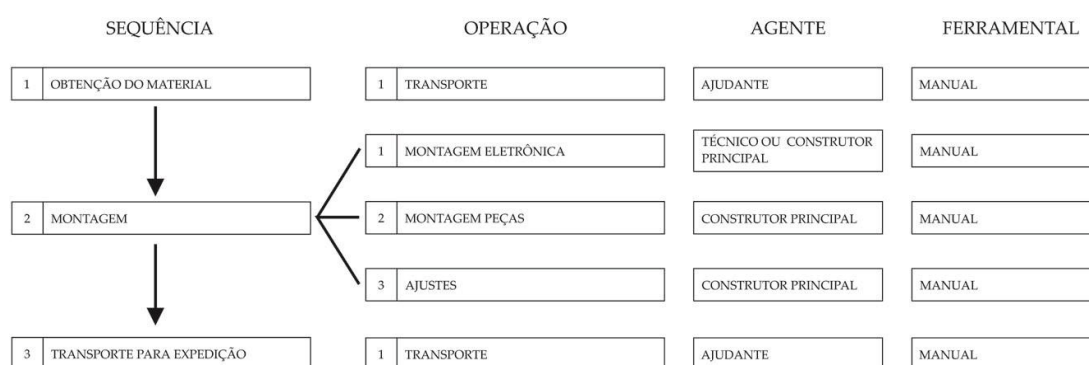 SEQUÊNCIA OPERAÇÃO AGENTE FERRAMENTAL
1 OBTENÇÃO DO MATERIAL 1 TRANSPORTE AJUDANTE MANUAL
1 MONTAGEM ELETRÔNICA TÉCNICO OU CONSTRUTOR PRINCIPAL MANUAL
2 MONTAGEM 2 MONTAGEM PEÇAS CONSTRUTOR PRINCIPAL MANUAL
3 AJUSTES CONSTRUTOR PRINCIPAL MANUAL
3 TRANSPORTE PARA EXPEDIÇÃO 1 TRANSPORTE AJUDANTE MANUAL